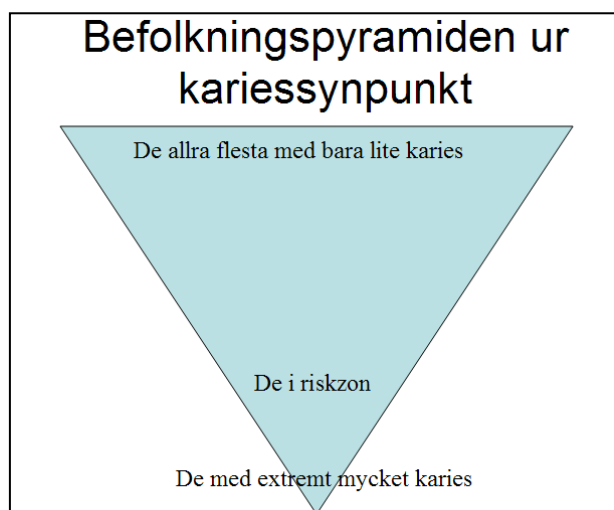 Befolkningspyramiden ur
kariessynpunkt
De allra flesta med bara lite karies
De i riskzon
De med extremt mycket karies